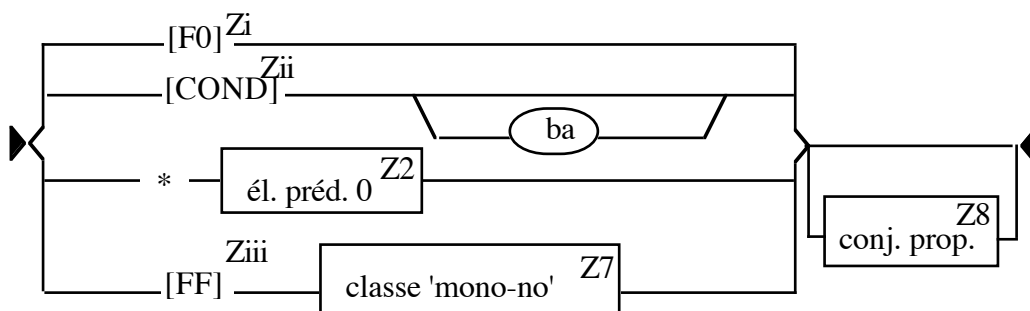 [F0] Zi
[COND] Zii
ba
* él. préd. 0 Z2
conj. prop. Z8
[FF] Ziii classe 'mono-no' Z7